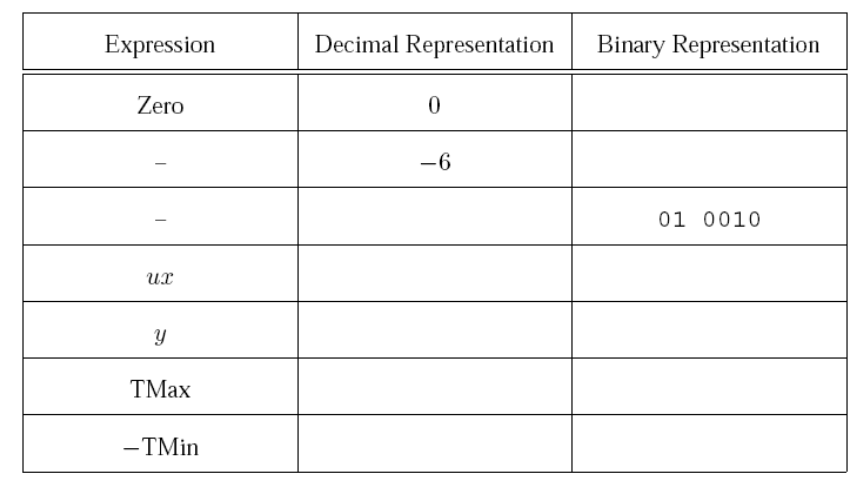 Expression Decimal Representation Binary Representation
Zero 0
– −6
– 01 0010
ux
y
TMax
−TMin